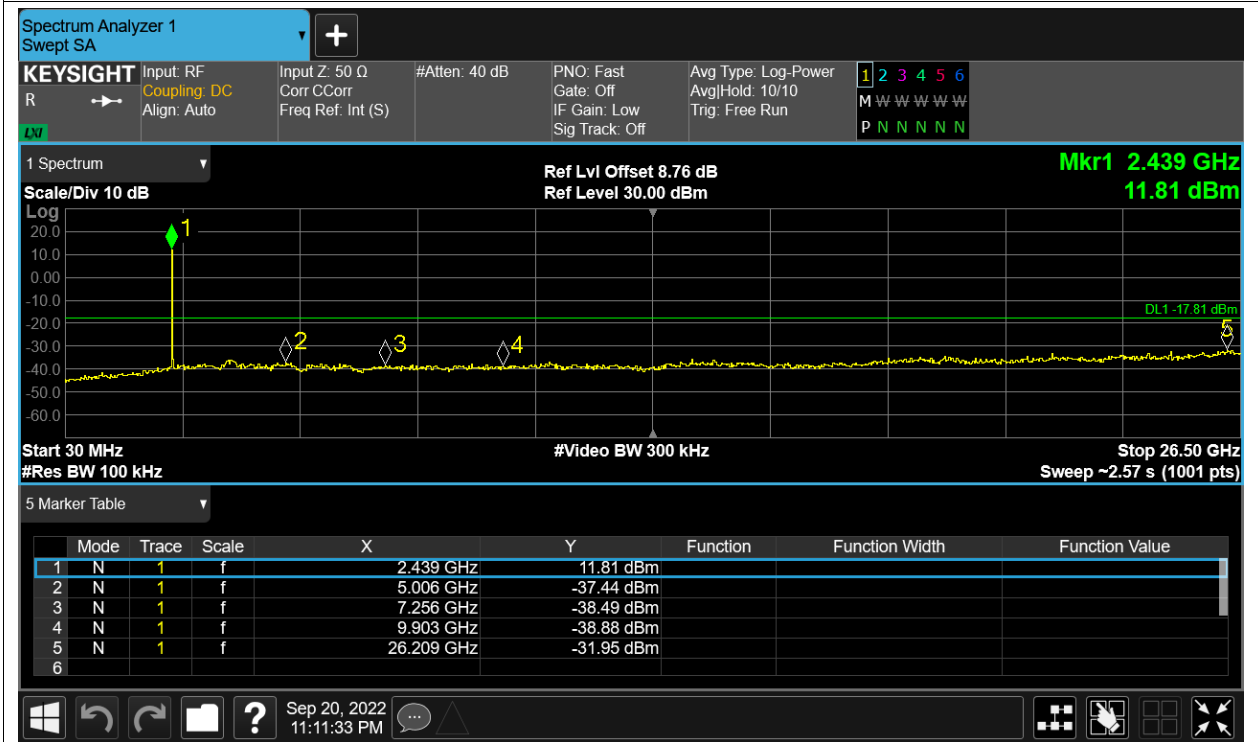 Spectrum Analyzer 1
Swept SA
+
KEYSIGHT
R
LXI
Input: RF
Coupling: DC
Align: Auto
Input Z: 50 Ω
Corr CCorr
Freq Ref: Int (S)
#Atten: 40 dB
PNO: Fast
Gate: Off
IF Gain: Low
Sig Track: Off
Avg Type: Log-Power
Avg|Hold: 10/10
Trig: Free Run
1 2 3 4 5 6
M W W W W W
P N N N N N
1 Spectrum
Scale/Div 10 dB
Ref Lvl Offset 8.76 dB
Ref Level 30.00 dBm
Mkr1 2.439 GHz
11.81 dBm
Log
20.0
10.0
0.00
-10.0
-20.0
-30.0
-40.0
-50.0
-60.0
1
2
3
4
5
DL1 -17.81 dBm
Start 30 MHz
#Res BW 100 kHz
#Video BW 300 kHz
Stop 26.50 GHz
Sweep ~2.57 s (1001 pts)
5 Marker Table
Mode Trace Scale X Y Function Function Width Function Value
1 N 1 f 2.439 GHz 11.81 dBm
2 N 1 f 5.006 GHz -37.44 dBm
3 N 1 f 7.256 GHz -38.49 dBm
4 N 1 f 9.903 GHz -38.88 dBm
5 N 1 f 26.209 GHz -31.95 dBm
6
?
Sep 20, 2022
11:11:33 PM